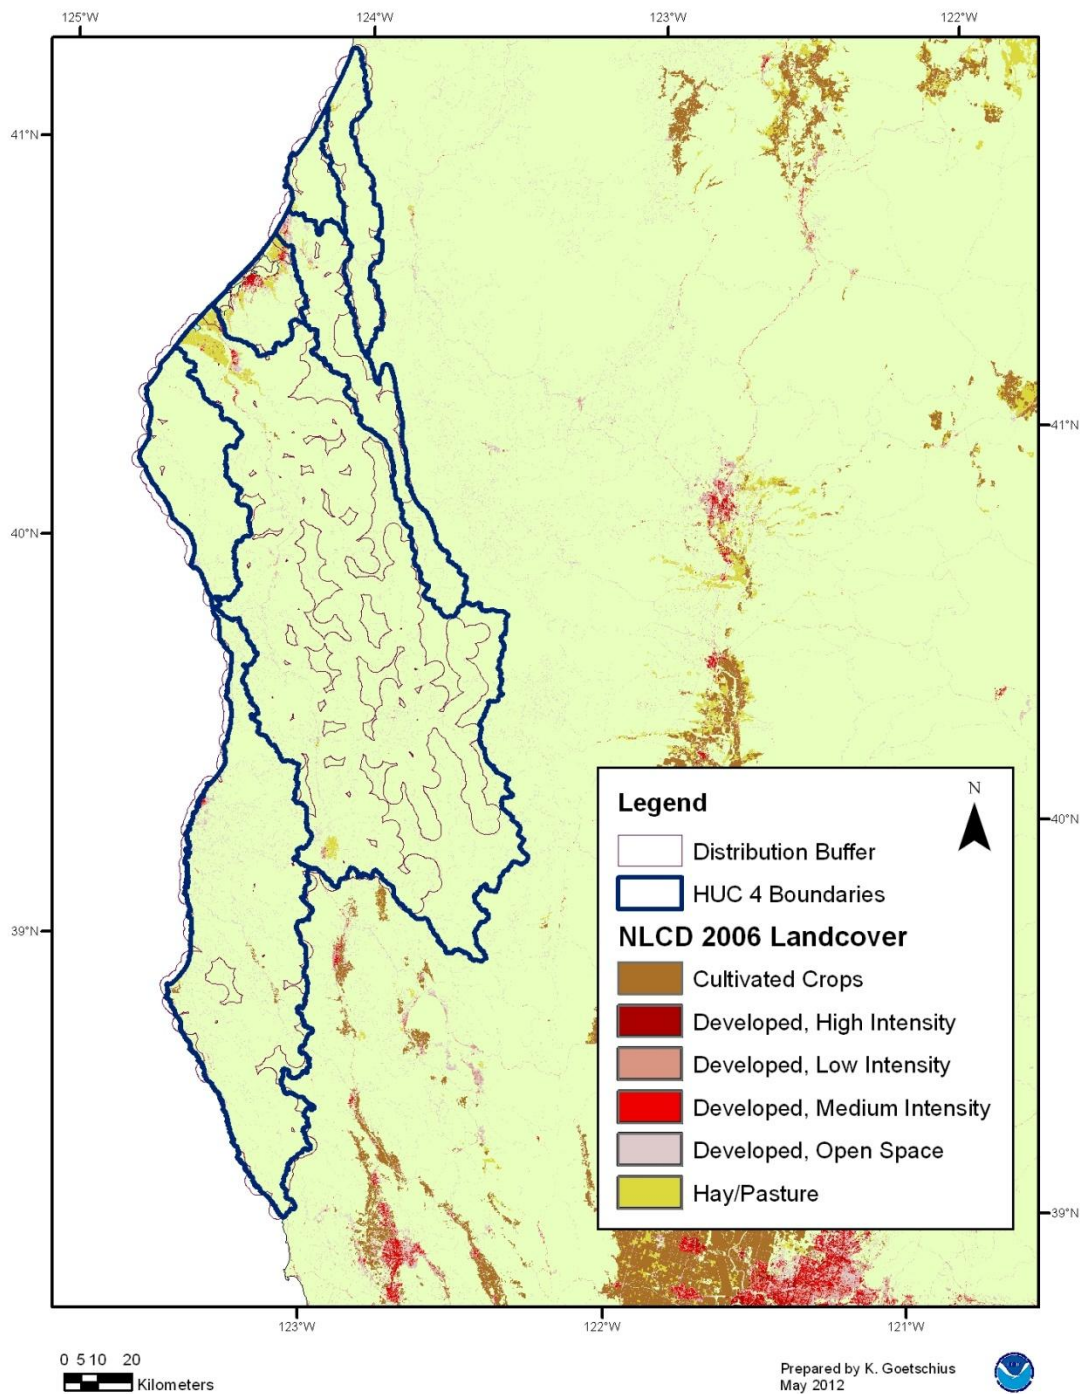 125°W 124°W 123°W 122°W
41°N
41°N
40°N
39°N
39°N
39°N
Legend
N
Distribution Buffer
HUC 4 Boundaries
NLCD 2006 Landcover
Cultivated Crops
Developed, High Intensity
Developed, Low Intensity
Developed, Medium Intensity
Developed, Open Space
Hay/Pasture
123°W 122°W 121°W
0 5 10 20
Kilometers
Prepared by K. Goetschius
May 2012